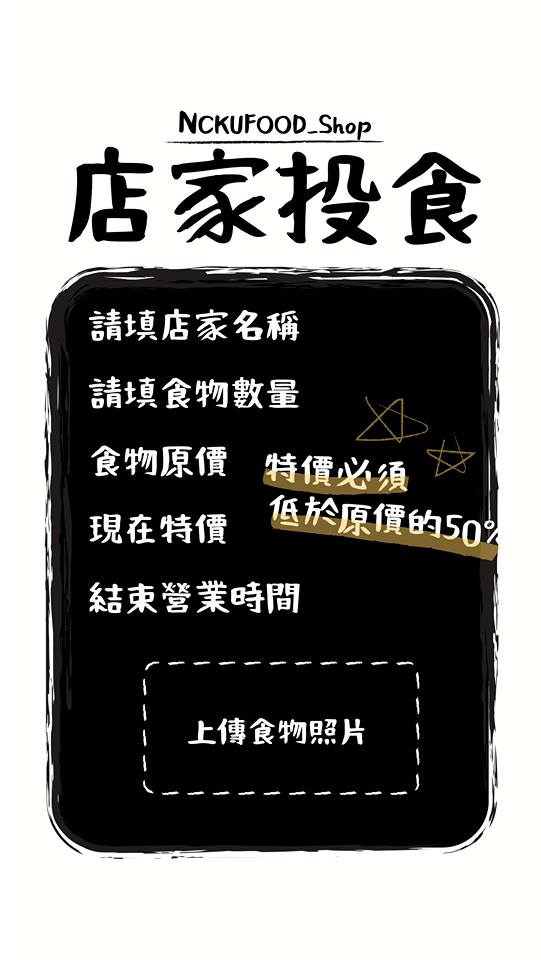 NCKUFOOD_Shop
店家投食
請填店家名稱
請填食物數量
食物原價
特價必須
低於原價的50%
現在特價
結束營業時間
上傳食物照片